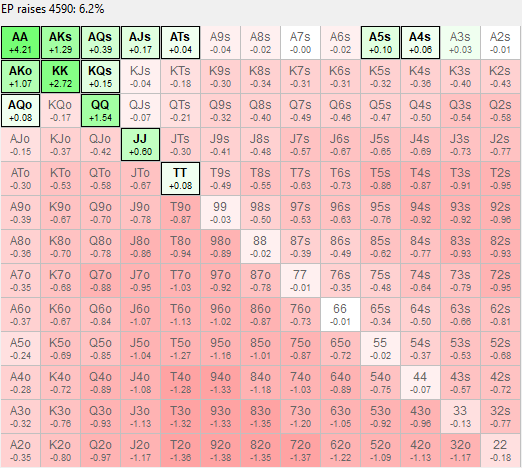 EP raises 4590: 6.2%
AA AKs AQs AJs ATs A9s A8s A7s A6s A5s A4s A3s A2s
+4.21 +1.29 +0.39 +0.17 +0.04 -0.04 -0.02 -0.00 -0.02 +0.10 +0.06 +0.03 -0.01
AKo KK KQs KJs KTs K9s K8s K7s K6s K5s K4s K3s K2s
+1.07 +2.72 +0.15 -0.04 -0.18 -0.30 -0.34 -0.31 -0.31 -0.32 -0.36 -0.40 -0.43
AQo KQo QQ QJs QTs Q9s Q8s Q7s Q6s Q5s Q4s Q3s Q2s
+0.08 -0.17 +1.54 -0.07 -0.21 -0.32 -0.40 -0.49 -0.46 -0.47 -0.50 -0.54 -0.58
AJo KJo QJo JJ JTs J9s J8s J7s J6s J5s J4s J3s J2s
-0.15 -0.37 -0.42 +0.60 -0.30 -0.41 -0.48 -0.57 -0.67 -0.65 -0.69 -0.73 -0.77
ATo KTo QTo JTo TT T9s T8s T7s T6s T5s T4s T3s T2s
-0.30 -0.53 -0.58 -0.67 +0.08 -0.49 -0.55 -0.63 -0.73 -0.86 -0.87 -0.91 -0.95
A9o K9o Q9o J9o T9o 99 98s 97s 96s 95s 94s 93s 92s
-0.39 -0.67 -0.70 -0.78 -0.87 -0.03 -0.50 -0.53 -0.63 -0.76 -0.92 -0.92 -0.96
A8o K8o Q8o J8o T8o 98o 88 87s 86s 85s 84s 83s 82s
-0.36 -0.70 -0.78 -0.86 -0.94 -0.89 -0.02 -0.39 -0.49 -0.62 -0.77 -0.93 -0.93
A7o K7o Q7o J7o T7o 97o 87o 77 76s 75s 74s 73s 72s
-0.35 -0.68 -0.88 -0.95 -1.03 -0.92 -0.78 -0.01 -0.35 -0.48 -0.64 -0.79 -0.95
A6o K6o Q6o J6o T6o 96o 86o 76o 66 65s 64s 63s 62s
-0.37 -0.67 -0.84 -1.07 -1.13 -1.02 -0.87 -0.73 -0.01 -0.34 -0.50 -0.66 -0.81
A5o K5o Q5o J5o T5o 95o 85o 75o 65o 55 54s 53s 52s
-0.24 -0.69 -0.85 -1.04 -1.27 -1.16 -1.01 -0.87 -0.72 -0.02 -0.37 -0.53 -0.68
A4o K4o Q4o J4o T4o 94o 84o 74o 64o 54o 44 43s 42s
-0.28 -0.72 -0.89 -1.08 -1.28 -1.33 -1.18 -1.03 -0.89 -0.75 -0.07 -0.57 -0.72
A3o K3o Q3o J3o T3o 93o 83o 73o 63o 53o 43o 33 32s
-0.32 -0.76 -0.93 -1.13 -1.32 -1.33 -1.35 -1.20 -1.05 -0.92 -0.96 -0.13 -0.77
A2o K2o Q2o J2o T2o 92o 82o 72o 62o 52o 42o 32o 22
-0.35 -0.80 -0.97 -1.17 -1.36 -1.38 -1.35 -1.37 -1.22 -1.09 -1.13 -1.17 -0.18